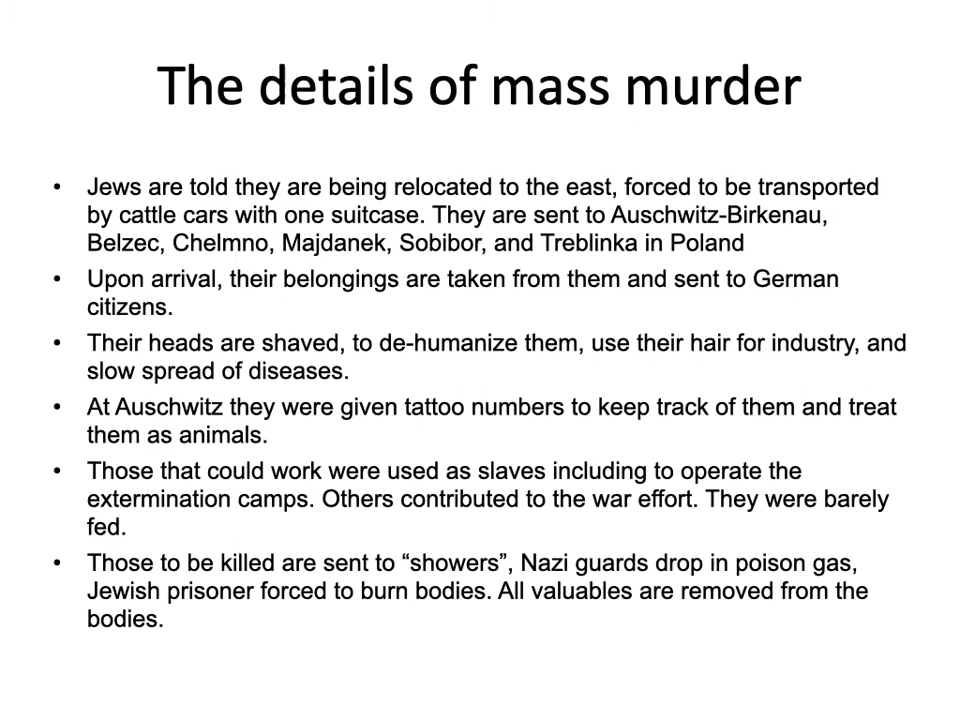 The details of mass murder
• Jews are told they are being relocated to the east, forced to be transported
by cattle cars with one suitcase. They are sent to Auschwitz-Birkenau,
Belzec, Chelmno, Majdanek, Sobibor, and Treblinka in Poland
• Upon arrival, their belongings are taken from them and sent to German
citizens.
• Their heads are shaved, to de-humanize them, use their hair for industry, and
slow spread of diseases.
• At Auschwitz they were given tattoo numbers to keep track of them and treat
them as animals.
• Those that could work were used as slaves including to operate the
extermination camps. Others contributed to the war effort. They were barely
fed.
• Those to be killed are sent to “showers”, Nazi guards drop in poison gas,
Jewish prisoner forced to burn bodies. All valuables are removed from the
bodies.